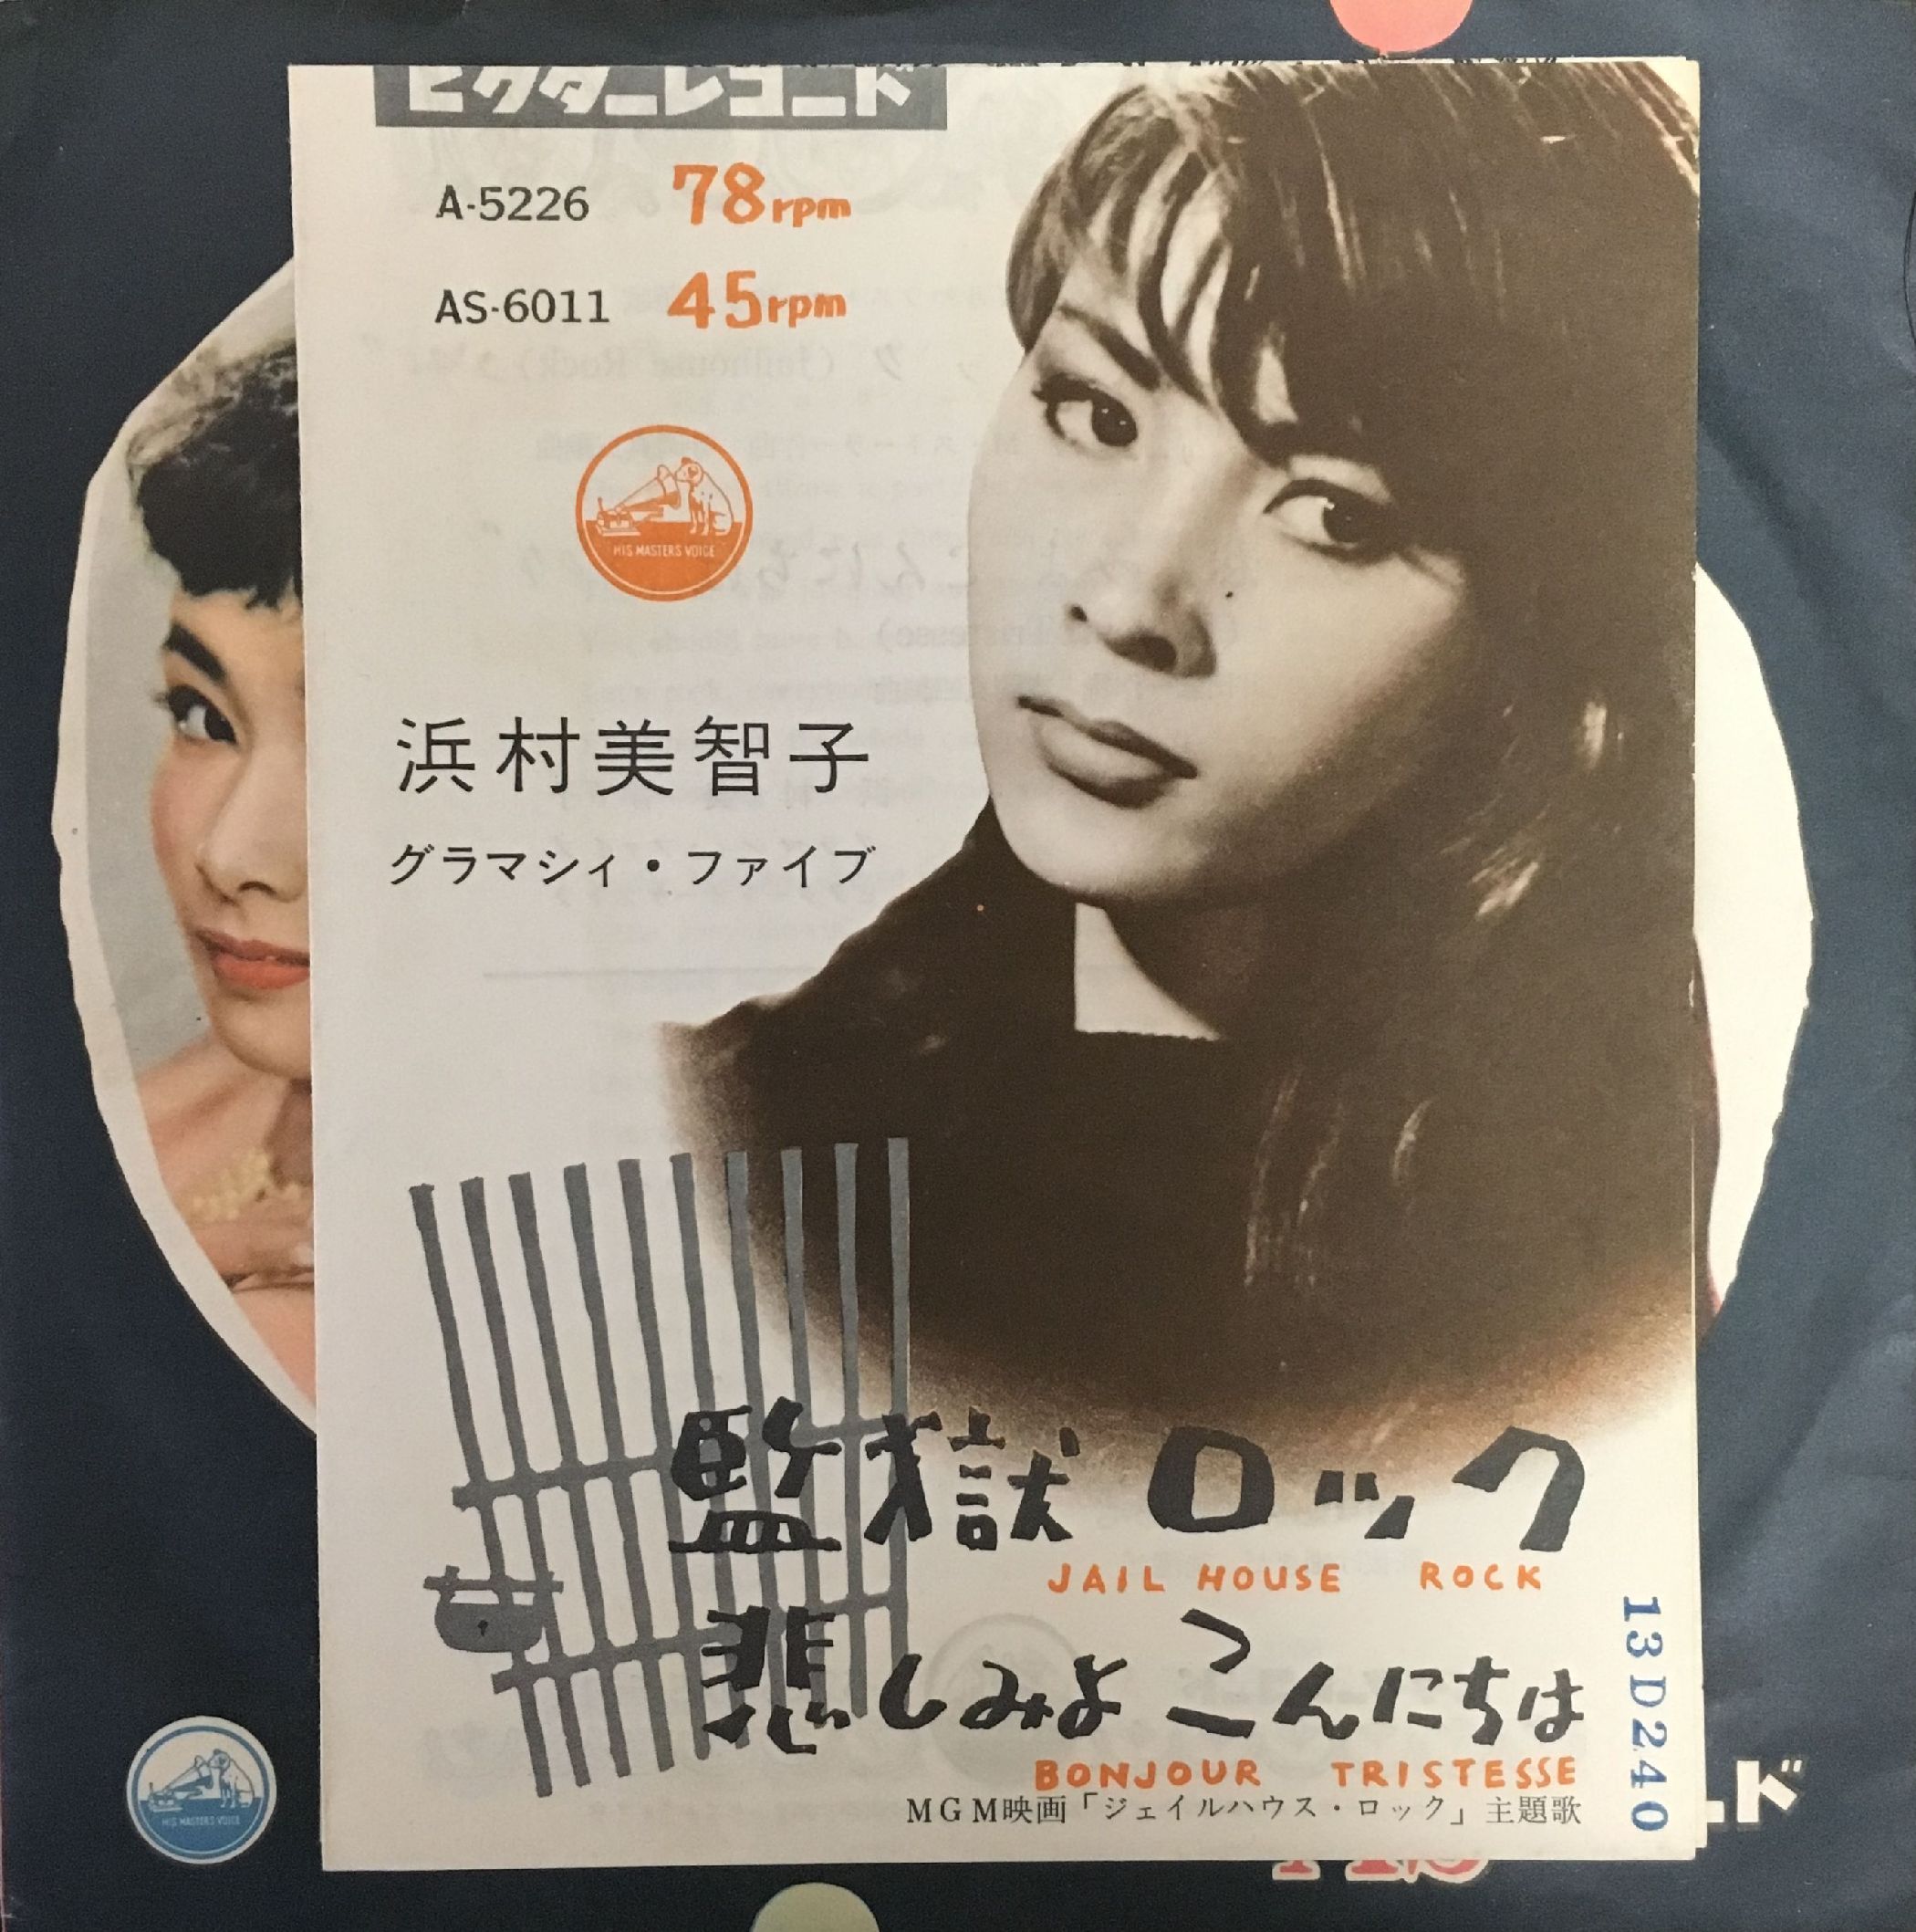 ビクターレコード
A-5226 78rpm
AS-6011 45rpm
HIS MASTERS VOICE
浜村美智子
グラマシィ・ファイブ
監獄ロック
JAIL HOUSE ROCK
悲しみよこんにちは
BONJOUR TRISTESSE
MGM映画「ジェイルハウス・ロック」主題歌
13D240
HIS MASTERS VOICE
ド